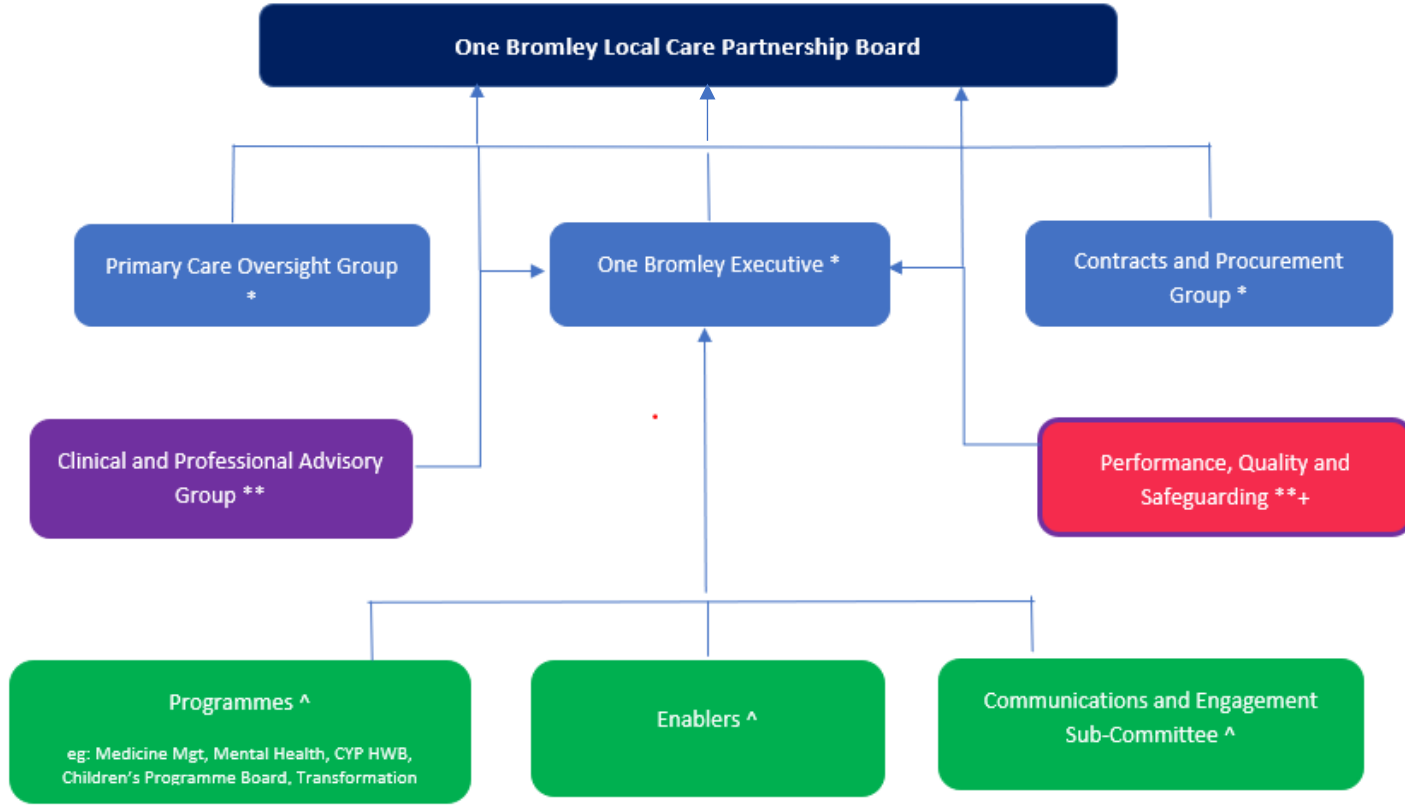 One Bromley Local Care Partnership Board
Primary Care Oversight Group
*
One Bromley Executive *
Contracts and Procurement
Group *
Clinical and Professional Advisory
Group **
Performance, Quality and
Safeguarding **+
Programmes ^
eg: Medicine Mgt, Mental Health, CYP HWB,
Children's Programme Board, Transformation
Enablers ^
Communications and Engagement
Sub-Committee ^